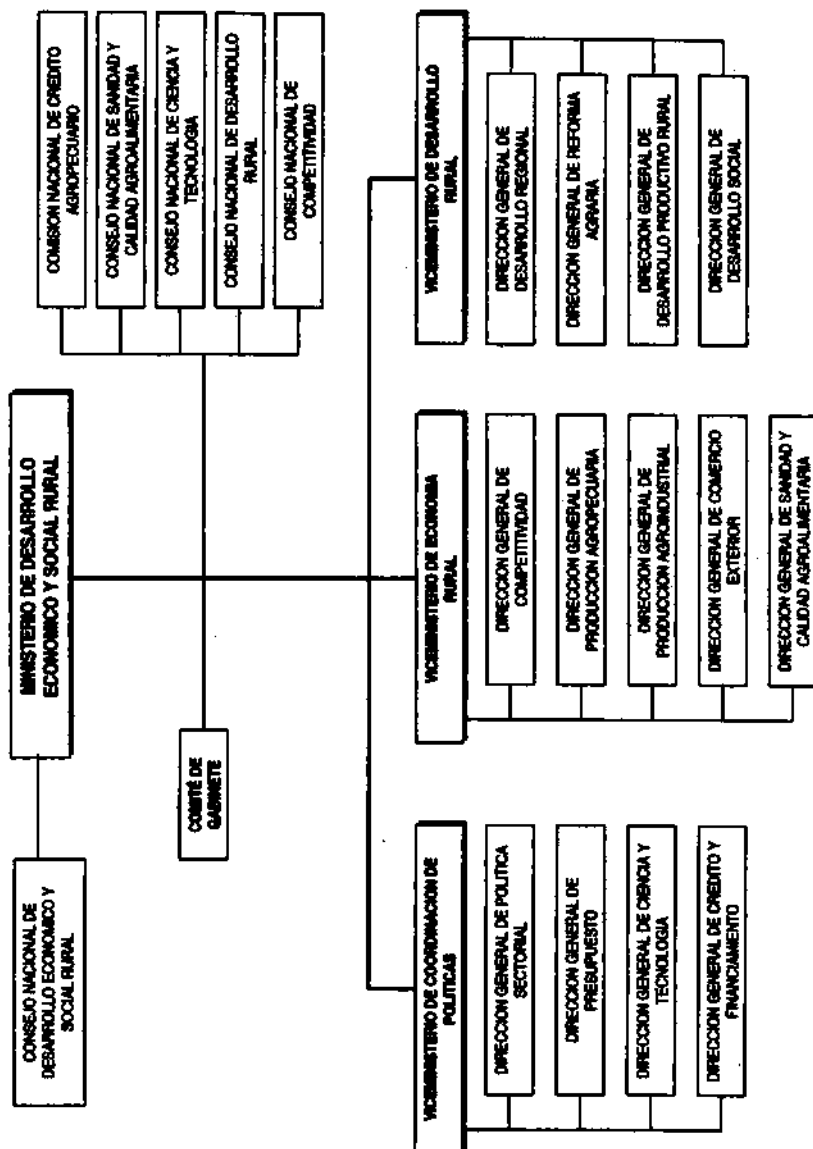 MINISTERIO DE DESARROLLO
ECONOMICO Y SOCIAL RURAL
CONSEJO NACIONAL DE
DESARROLLO ECONOMICO Y
SOCIAL RURAL
COMITÉ DE
GABINETE
COMISION NACIONAL DE CREDITO
AGROPECUARIO
CONSEJO NACIONAL DE SANIDAD Y
CALIDAD AGROALIMENTARIA
CONSEJO NACIONAL DE CIENCIA Y
TECNOLOGIA
CONSEJO NACIONAL DE DESARROLLO
RURAL
CONSEJO NACIONAL DE
COMPETITIVIDAD
VICEMINISTERIO DE COORDINACION DE
POLITICAS
DIRECCION GENERAL DE POLITICA
SECTORIAL
DIRECCION GENERAL DE
PRESUPUESTO
DIRECCION GENERAL DE CIENCIA Y
TECNOLOGIA
DIRECCION GENERAL DE CREDITO Y
FINANCIAMIENTO
VICEMINISTERIO DE ECONOMIA
RURAL
DIRECCION GENERAL DE
COMPETITIVIDAD
DIRECCION GENERAL DE
PRODUCCION AGROPECUARIA
DIRECCION GENERAL DE
PRODUCCION AGROINDUSTRIAL
DIRECCION GENERAL DE COMERCIO
EXTERIOR
DIRECCION GENERAL DE SANIDAD Y
CALIDAD AGROALIMENTARIA
VICEMINISTERIO DE DESARROLLO
RURAL
DIRECCION GENERAL DE
DESARROLLO REGIONAL
DIRECCION GENERAL DE REFORMA
AGRARIA
DIRECCION GENERAL DE
DESARROLLO PRODUCTIVO RURAL
DIRECCION GENERAL DE
DESARROLLO SOCIAL